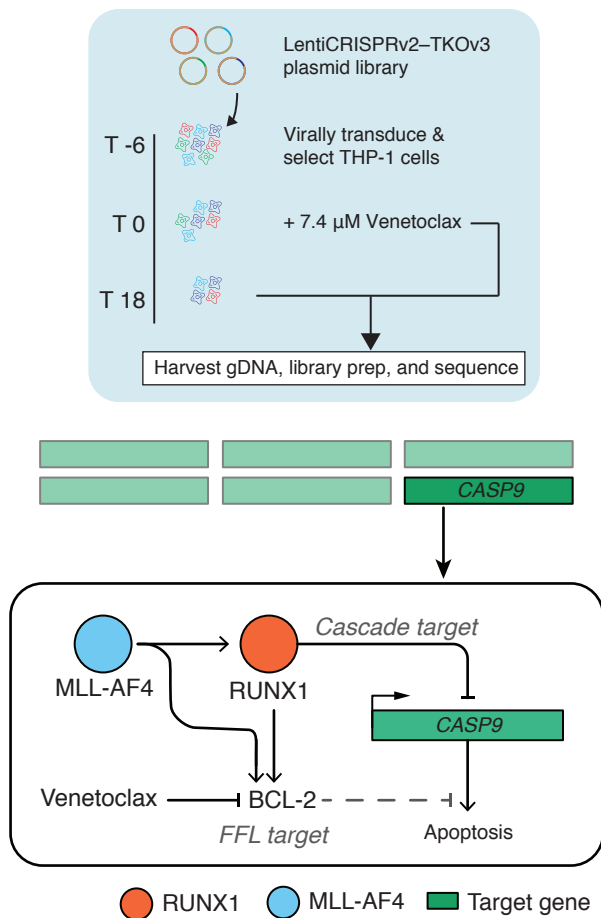 LentiCRISPRv2–TKOv3
plasmid library
T -6
Virally transduce &
select THP-1 cells
T 0
+ 7.4 µM Venetoclax
T 18
Harvest gDNA, library prep, and sequence
CASP9
Cascade target
MLL-AF4
RUNX1
CASP9
Venetoclax
BCL-2
FFL target
Apoptosis
RUNX1
MLL-AF4
Target gene